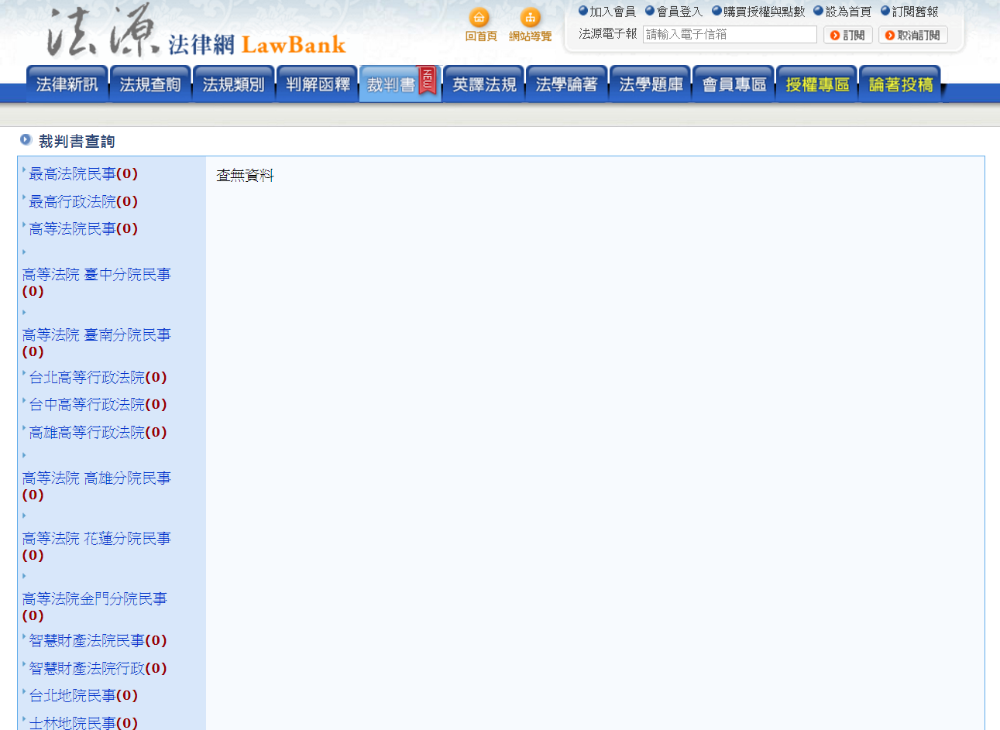 法源 法律網 LawBank
回首頁 網站導覽
加入會員 會員登入 購買授權與點數 設為首頁 訂閱舊報
法源電子報 請輸入電子信箱 訂閱 取消訂閱
法律新訊 法規查詢 法規類別 判解函釋 裁判書 NEW 英譯法規 法學論著 法學題庫 會員專區 授權專區 論著投稿
裁判書查詢
最高法院民事(0)
最高行政法院(0)
高等法院民事(0)
高等法院 臺中分院民事
(0)
高等法院 臺南分院民事
(0)
台北高等行政法院(0)
台中高等行政法院(0)
高雄高等行政法院(0)
高等法院 高雄分院民事
(0)
高等法院 花蓮分院民事
(0)
高等法院金門分院民事
(0)
智慧財產法院民事(0)
智慧財產法院行政(0)
台北地院民事(0)
士林地院民事(0)
查無資料